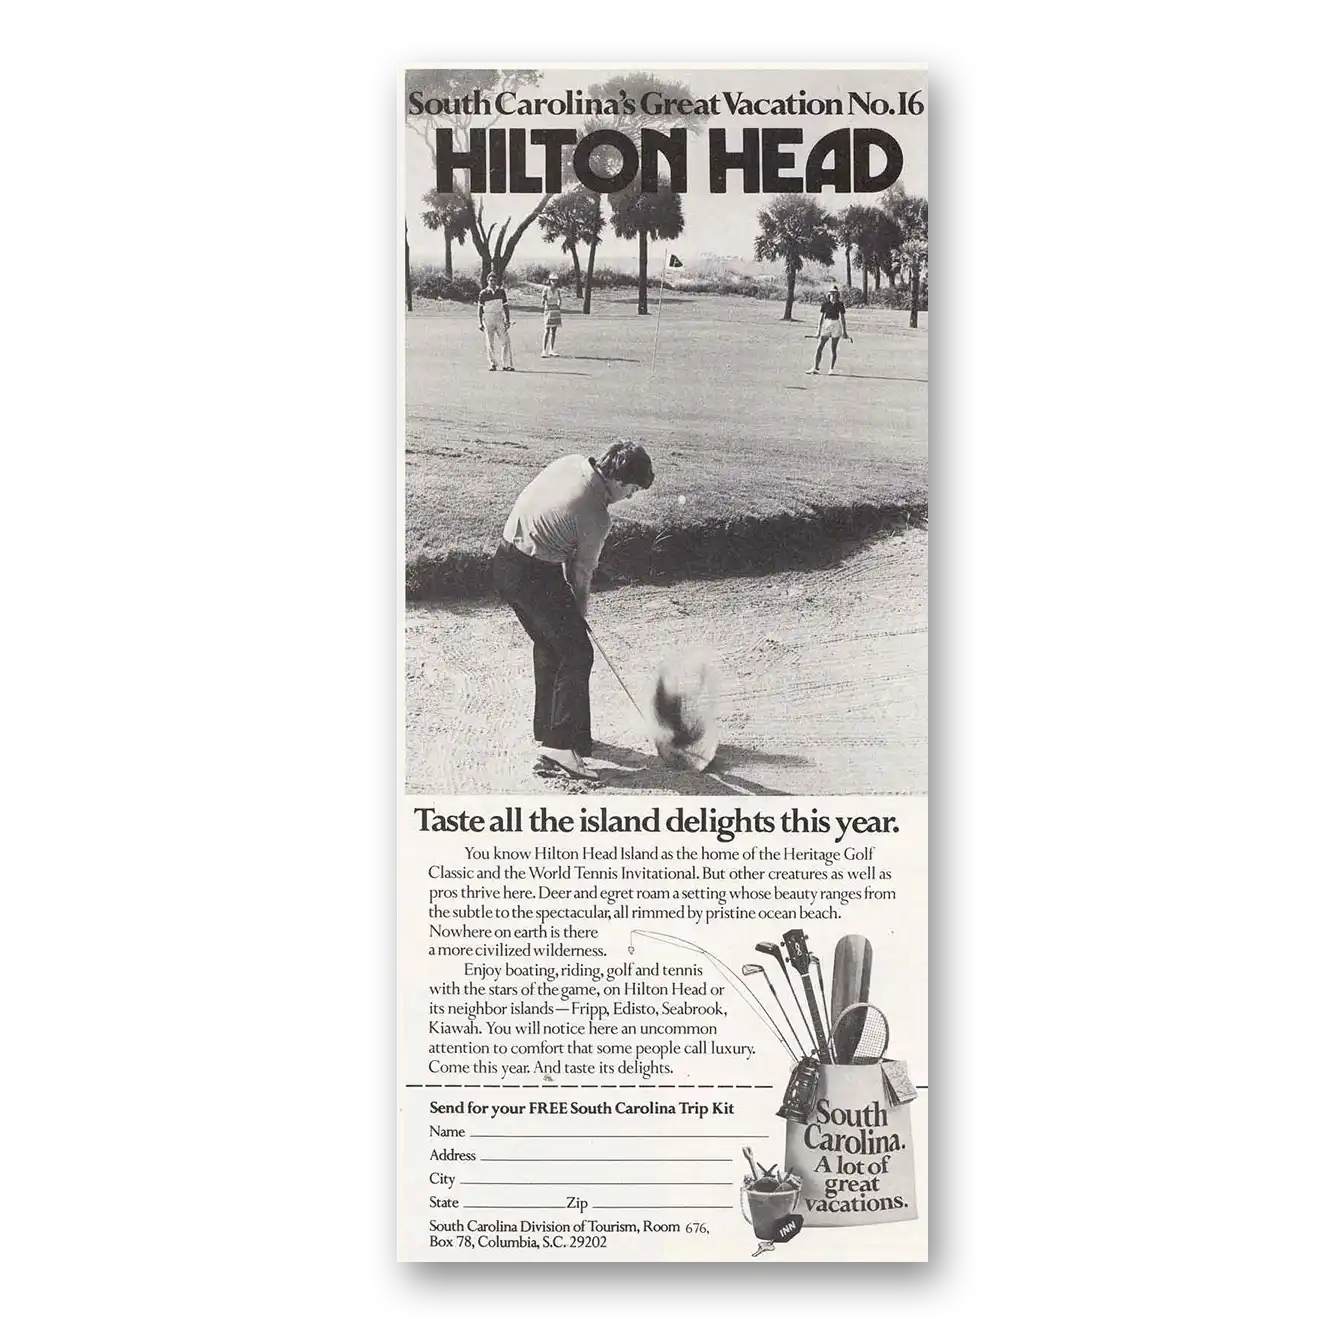 South Carolina's Great Vacation No.16
HILTON HEAD
Taste all the island delights this year.
You know Hilton Head Island as the home of the Heritage Golf
Classic and the World Tennis Invitational. But other creatures as well as
pros thrive here. Deer and egret roam a setting whose beauty ranges from
the subtle to the spectacular, all rimmed by pristine ocean beach.
Nowhere on earth is there
a more civilized wilderness.
Enjoy boating, riding, golf and tennis
with the stars of the game, on Hilton Head or
its neighbor islands—Fripp, Edisto, Seabrook,
Kiawah. You will notice here an uncommon
attention to comfort that some people call luxury.
Come this year. And taste its delights.
Send for your FREE South Carolina Trip Kit
Name
Address
City
State Zip
South Carolina Division of Tourism, Room 676,
Box 78, Columbia, S.C. 29202
South
Carolina.
A lot of
great
vacations.
INN